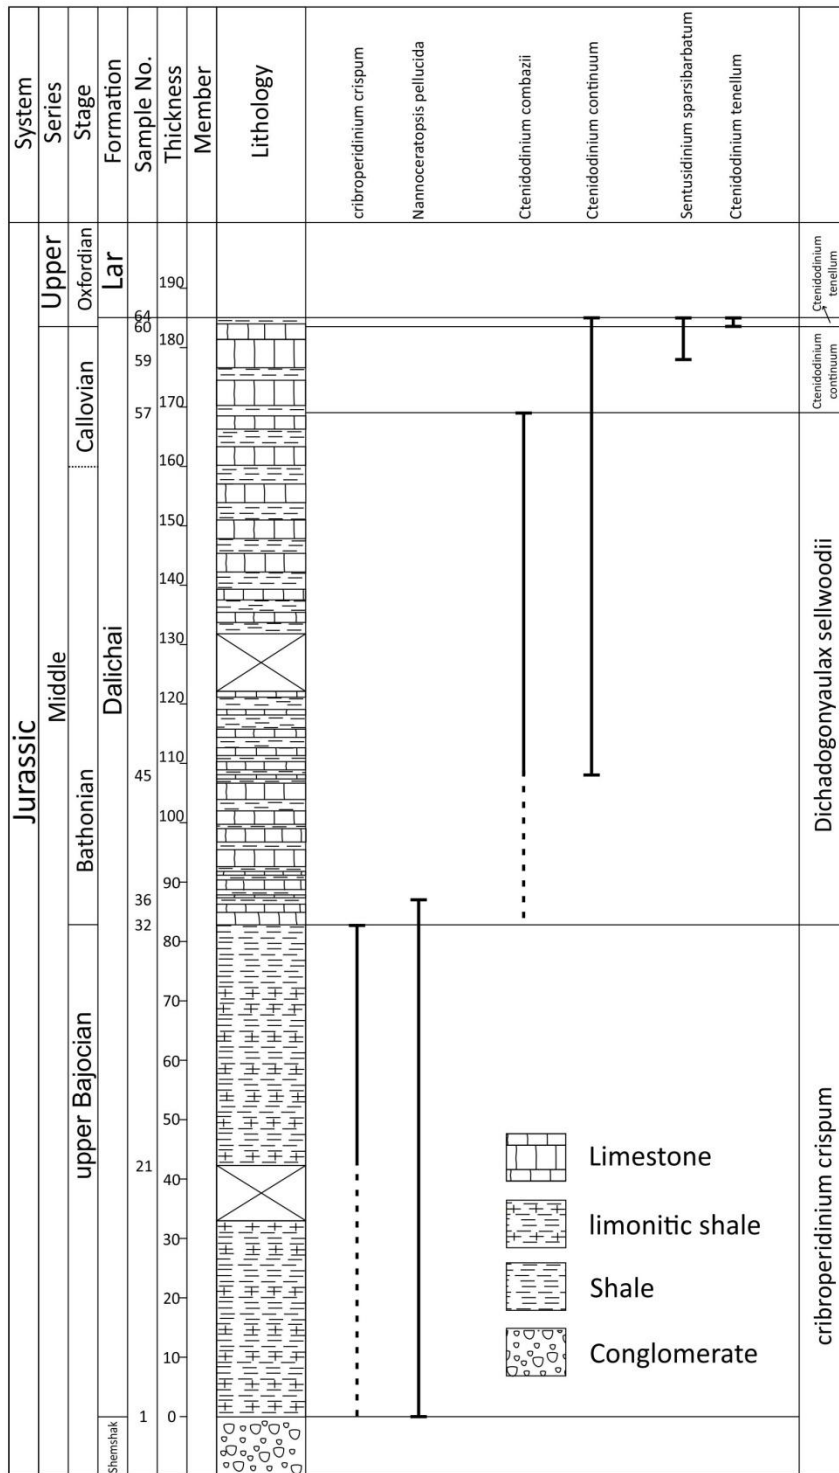 System
Series
Stage
Formation
Sample No.
Thickness
Member
Lithology
cribroperidinium crispum
Nannoceratopsis pellucida
Ctenidodinium combazii
Ctenidodinium continuum
Sentusidinium sparsibarbatum
Ctenidodinium tenellum
Jurassic
Upper
Middle
Oxfordian
Callovian
Bathonian
upper Bajocian
Lar
Dalichai
Shemshak
64
60
59
57
45
36
32
21
1
190
180
170
160
150
140
130
120
110
100
90
80
70
60
50
40
30
20
10
0
Ctenidodinium
tenellum
Ctenidodinium
continuum
Dichadogonyaulax sellwoodii
cribroperidinium crispum
Limestone
limonitic shale
Shale
Conglomerate